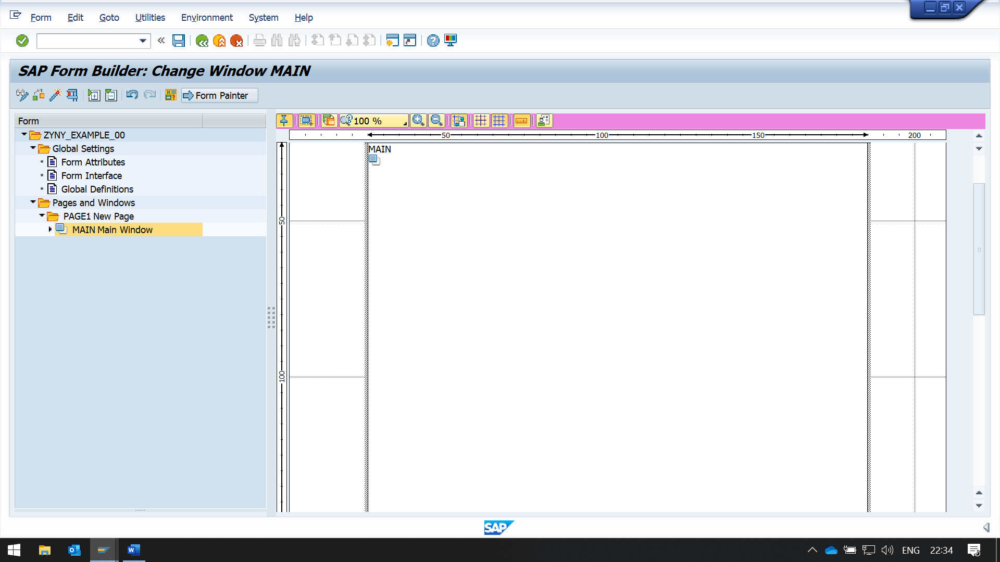 Form Edit Goto Utilities Environment System Help
SAP Form Builder: Change Window MAIN
Form Painter
Form
100 %
ZYNY_EXAMPLE_00
Global Settings
Form Attributes
Form Interface
Global Definitions
Pages and Windows
PAGE1 New Page
MAIN Main Window
50 100 150 200
MAIN
50
100
SAP
ENG 22:34